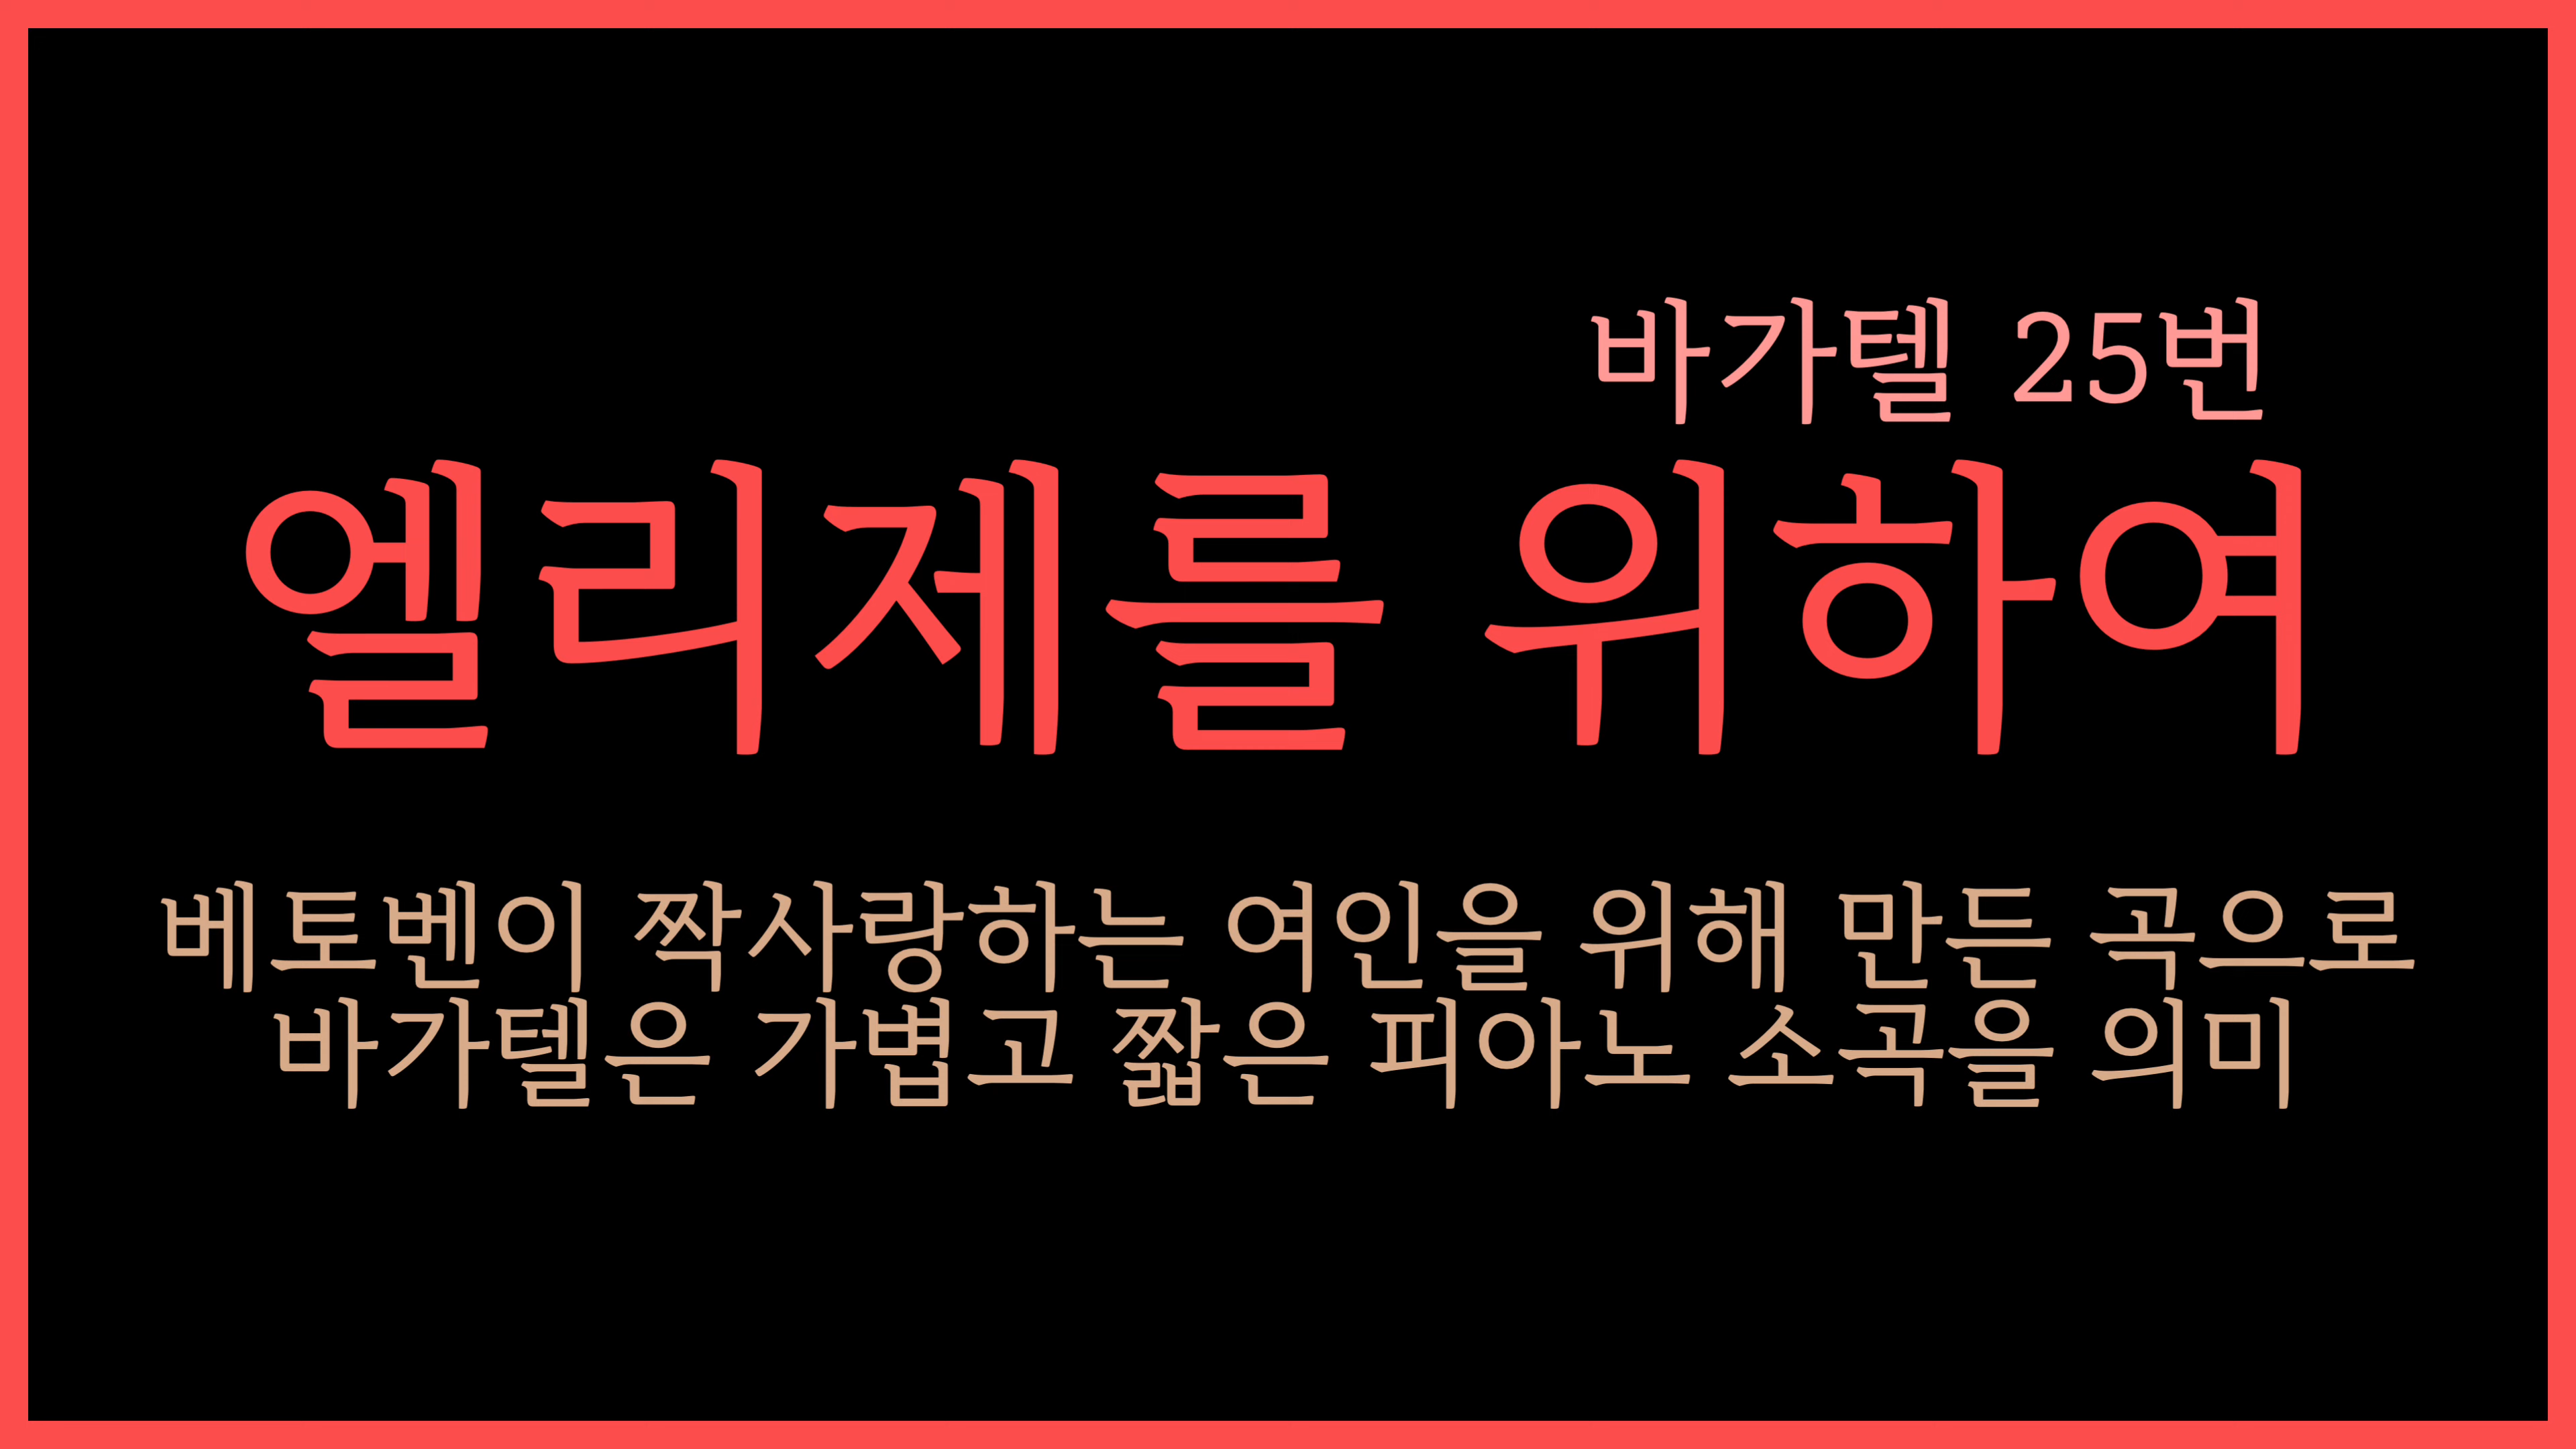 바가텔 25번
엘리제를 위하여
베토벤이 짝사랑하는 여인을 위해 만든 곡으로
바가텔은 가볍고 짧은 피아노 소곡을 의미